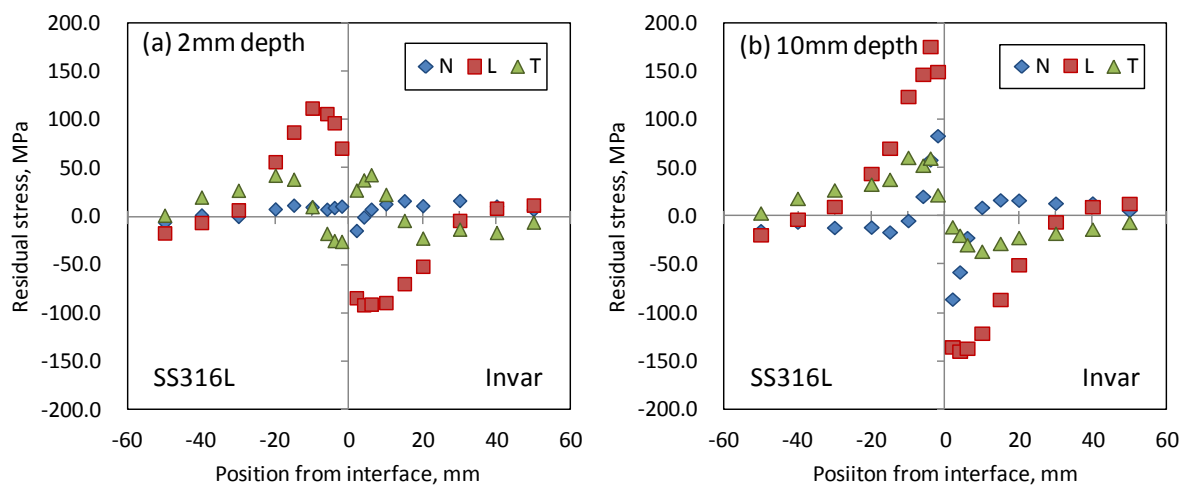 (a) 2mm depth
N L T
Residual stress, MPa
200.0
150.0
100.0
50.0
0.0
-50.0
-100.0
-150.0
-200.0
SS316L Invar
-60 -40 -20 0 20 40 60
Position from interface, mm
(b) 10mm depth
N L T
Residual stress, MPa
200.0
150.0
100.0
50.0
0.0
-50.0
-100.0
-150.0
-200.0
SS316L Invar
-60 -40 -20 0 20 40 60
Posiiton from interface, mm